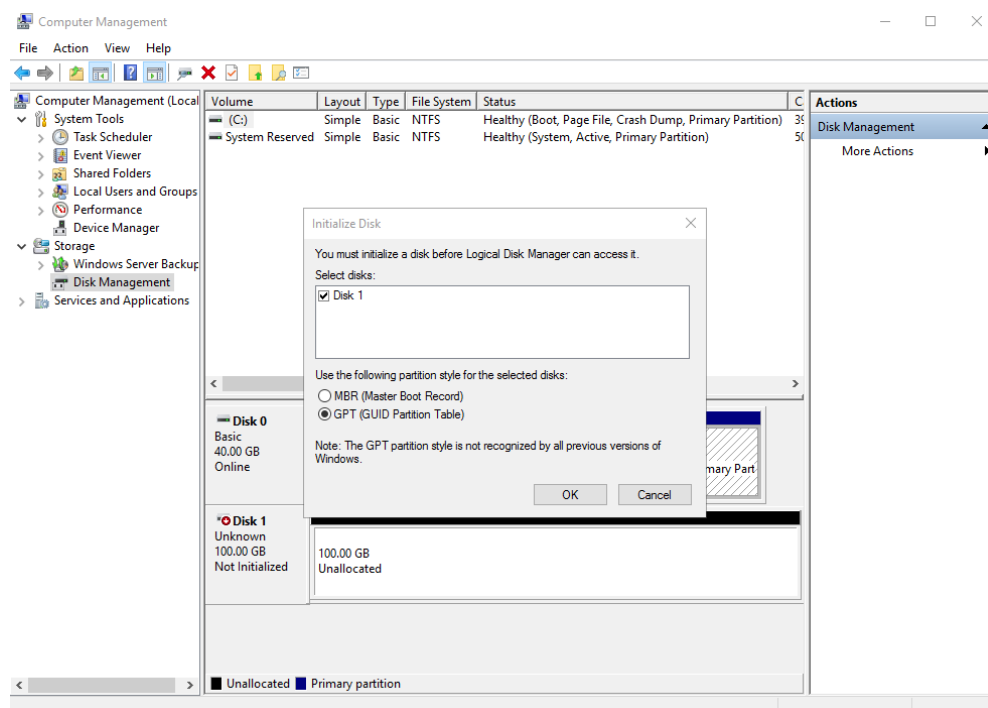 Computer Management
File Action View Help
Computer Management (Local
System Tools
Task Scheduler
Event Viewer
Shared Folders
Local Users and Groups
Performance
Device Manager
Storage
Windows Server Backup
Disk Management
Services and Applications
Volume Layout Type File System Status C
(C:) Simple Basic NTFS Healthy (Boot, Page File, Crash Dump, Primary Partition) 39
System Reserved Simple Basic NTFS Healthy (System, Active, Primary Partition) 50
Actions
Disk Management
More Actions
Initialize Disk
You must initialize a disk before Logical Disk Manager can access it.
Select disks:
Disk 1
Use the following partition style for the selected disks:
MBR (Master Boot Record)
GPT (GUID Partition Table)
Note: The GPT partition style is not recognized by all previous versions of
Windows.
OK Cancel
Disk 0
Basic
40.00 GB
Online
mary Part
Disk 1
Unknown
100.00 GB
Not Initialized
100.00 GB
Unallocated
Unallocated Primary partition